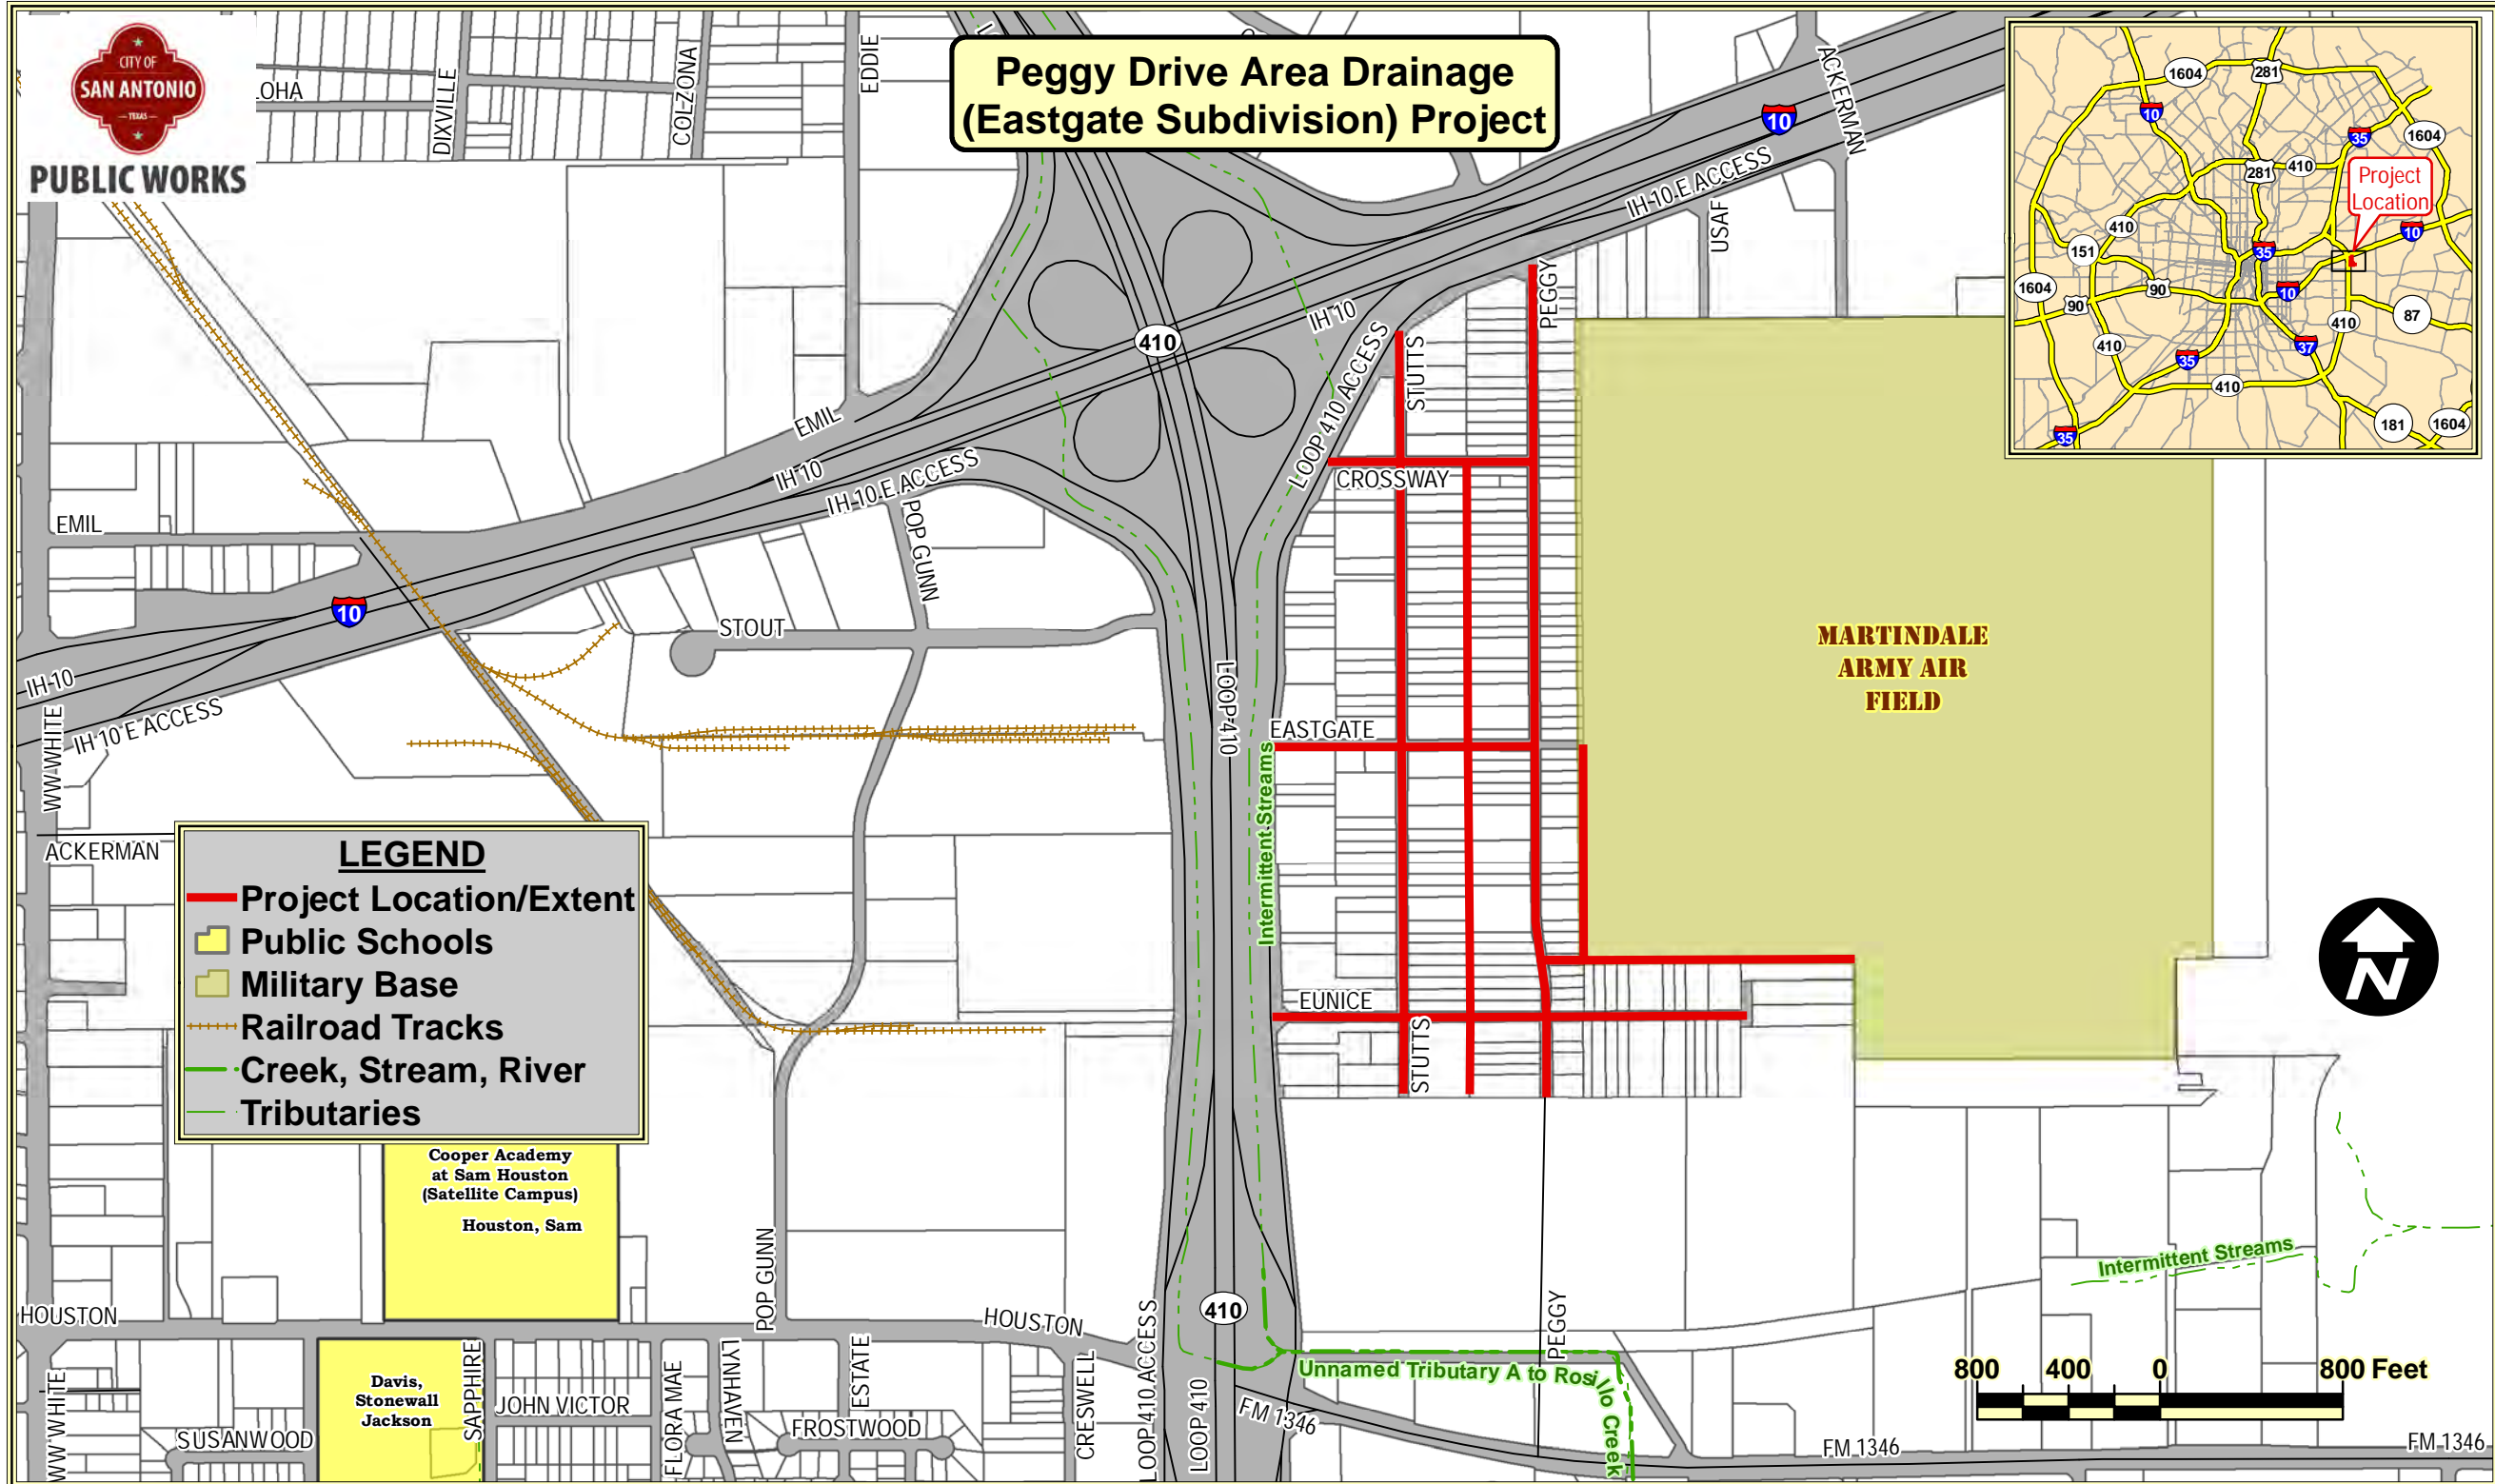 CITY OF
SAN ANTONIO
TEXAS
PUBLIC WORKS
Peggy Drive Area Drainage
(Eastgate Subdivision) Project
LOHA
DIXVILLE
COLZONA
EDDIE
ACKERMAN
10
IH 10 E ACCESS
USAF
PEGGY
1604
281
10
35
1604
281
410
Project
Location
410
151
35
10
1604
90
90
10
410
87
410
37
35
410
181
1604
35
410
IH 10
LOOP 410 ACCESS
STUTTS
EMIL
IH 10
IH 10 E ACCESS
CROSSWAY
EMIL
POP GUNN
10
STOUT
MARTINDALE
ARMY AIR
FIELD
IH 10
IH 10 E ACCESS
WW WHITE
LOOP 410
EASTGATE
Intermittent Streams
ACKERMAN
LEGEND
Project Location/Extent
Public Schools
Military Base
Railroad Tracks
Creek, Stream, River
Tributaries
EUNICE
STUTTS
N
Cooper Academy
at Sam Houston
(Satellite Campus)
Houston, Sam
POP GUNN
Intermittent Streams
HOUSTON
HOUSTON
LOOP 410 ACCESS
410
PEGGY
Unnamed Tributary A to Rosillo Creek
800 400 0 800 Feet
WW WHITE
Davis,
Stonewall
Jackson
SAPPHIRE
JOHN VICTOR
FLORA MAE
LYNHAVEN
ESTATE
CRESWELL
LOOP 410
FM 1346
SUSANWOOD
FROSTWOOD
FM 1346
FM 1346